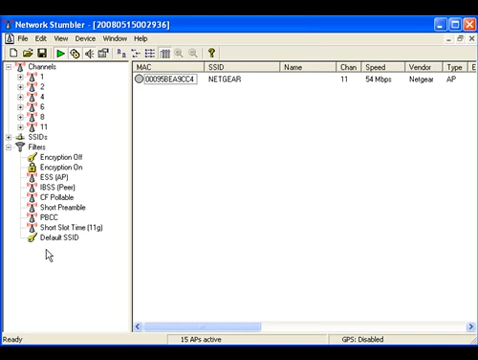 Network Stumbler - [20080515002936]
File Edit View Device Window Help
Channels
1
2
4
6
8
11
SSIDs
Filters
Encryption Off
Encryption On
ESS (AP)
IBSS (Peer)
CF Pollable
Short Preamble
PBCC
Short Slot Time (11g)
Default SSID
MAC SSID Name Chan Speed Vendor Type E
00095BEA9CC4 NETGEAR 11 54 Mbps Netgear AP
Ready 15 APs active GPS: Disabled